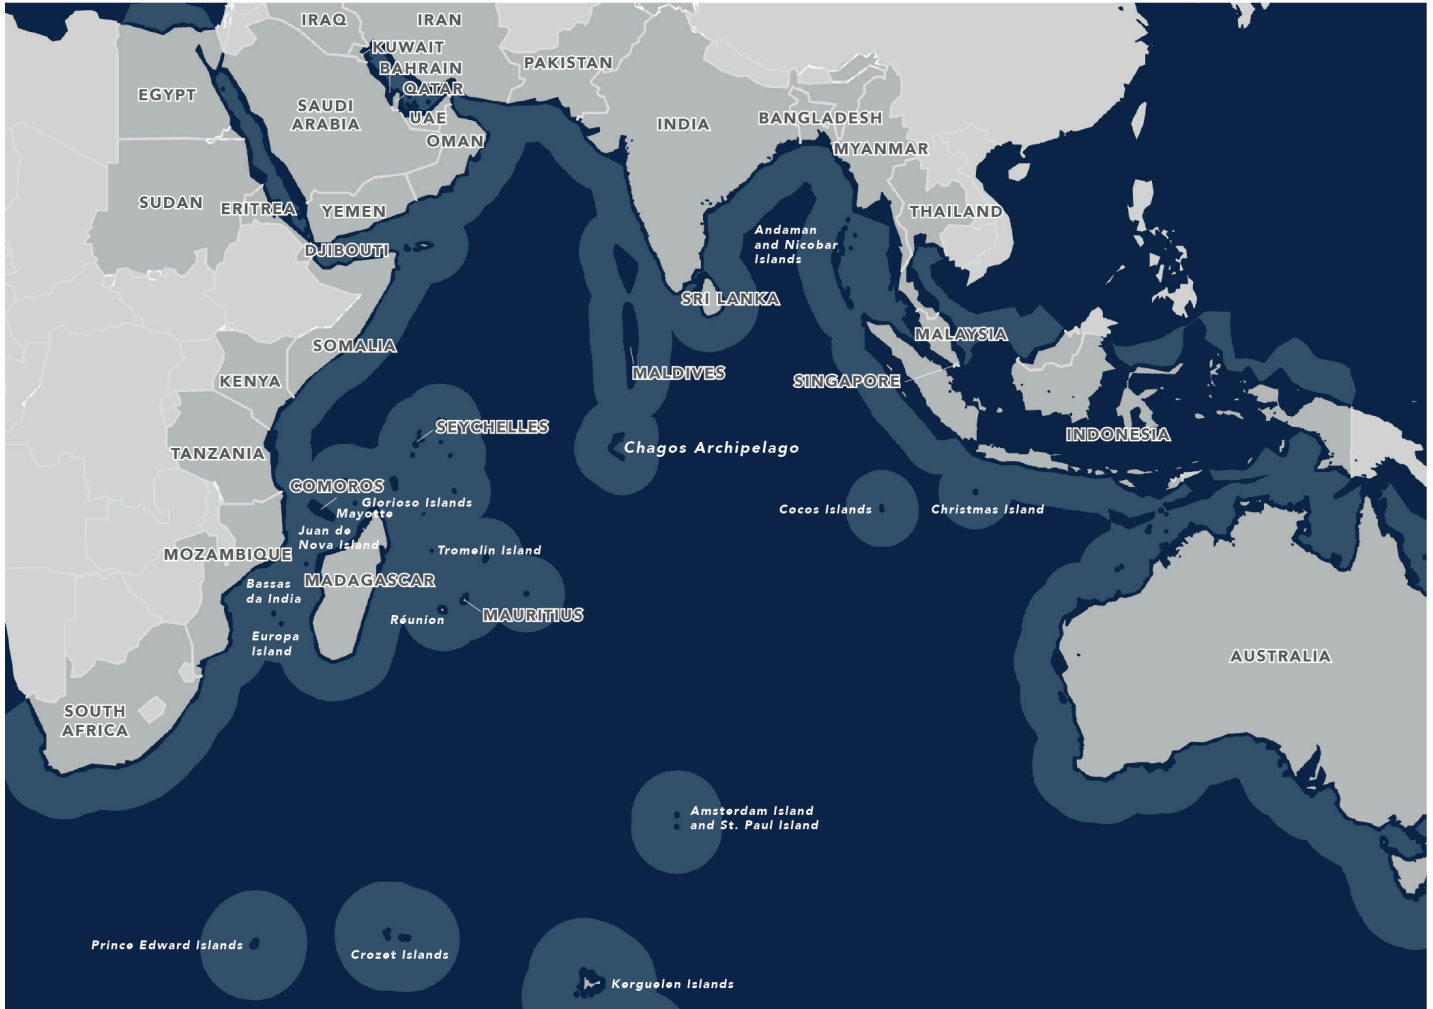 IRAQ
IRAN
KUWAIT
BAHRAIN
QATAR
PAKISTAN
EGYPT
SAUDI
ARABIA
UAE
OMAN
INDIA
BANGLADESH
MYANMAR
SUDAN
ERITREA
YEMEN
THAILAND
DJIBOUTI
Andaman
and Nicobar
Islands
SRI LANKA
SOMALIA
MALAYSIA
KENYA
MALDIVES
SINGAPORE
SEYCHELLES
TANZANIA
Chagos Archipelago
INDONESIA
COMOROS
Glorioso Islands
Mayotte
Cocos Islands
Christmas Island
Juan de
Nova Island
MOZAMBIQUE
Tromelin Island
Bassas
da India
MADAGASCAR
Réunion
MAURITIUS
Europa
Island
AUSTRALIA
SOUTH
AFRICA
Amsterdam Island
and St. Paul Island
Prince Edward Islands
Crozet Islands
Kerguelen Islands